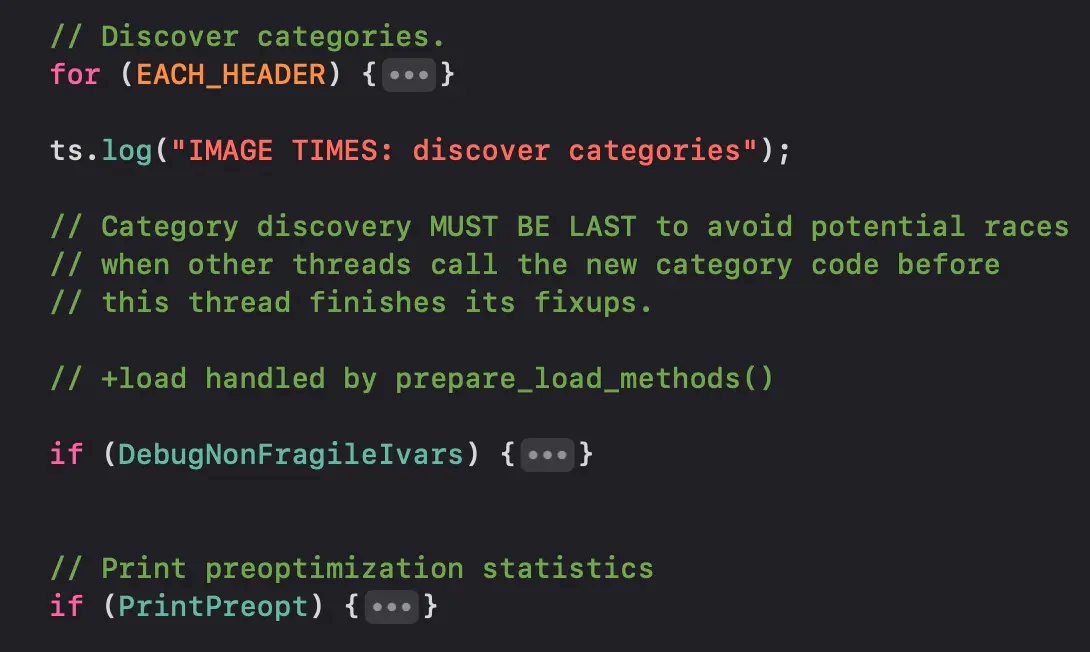 // Discover categories.
for (EACH_HEADER) {•••}
ts.log("IMAGE TIMES: discover categories");
// Category discovery MUST BE LAST to avoid potential races
// when other threads call the new category code before
// this thread finishes its fixups.
// +load handled by prepare_load_methods()
if (DebugNonFragileIvars) {•••}
// Print preoptimization statistics
if (PrintPreopt) {•••}